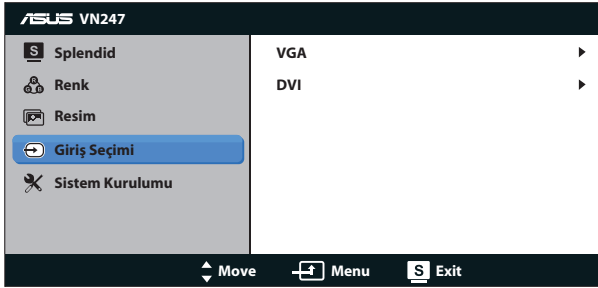 ASUS VN247
S Splendid
Renk
Resim
Giriş Seçimi
Sistem Kurulumu
VGA
DVI
Move Menu S Exit